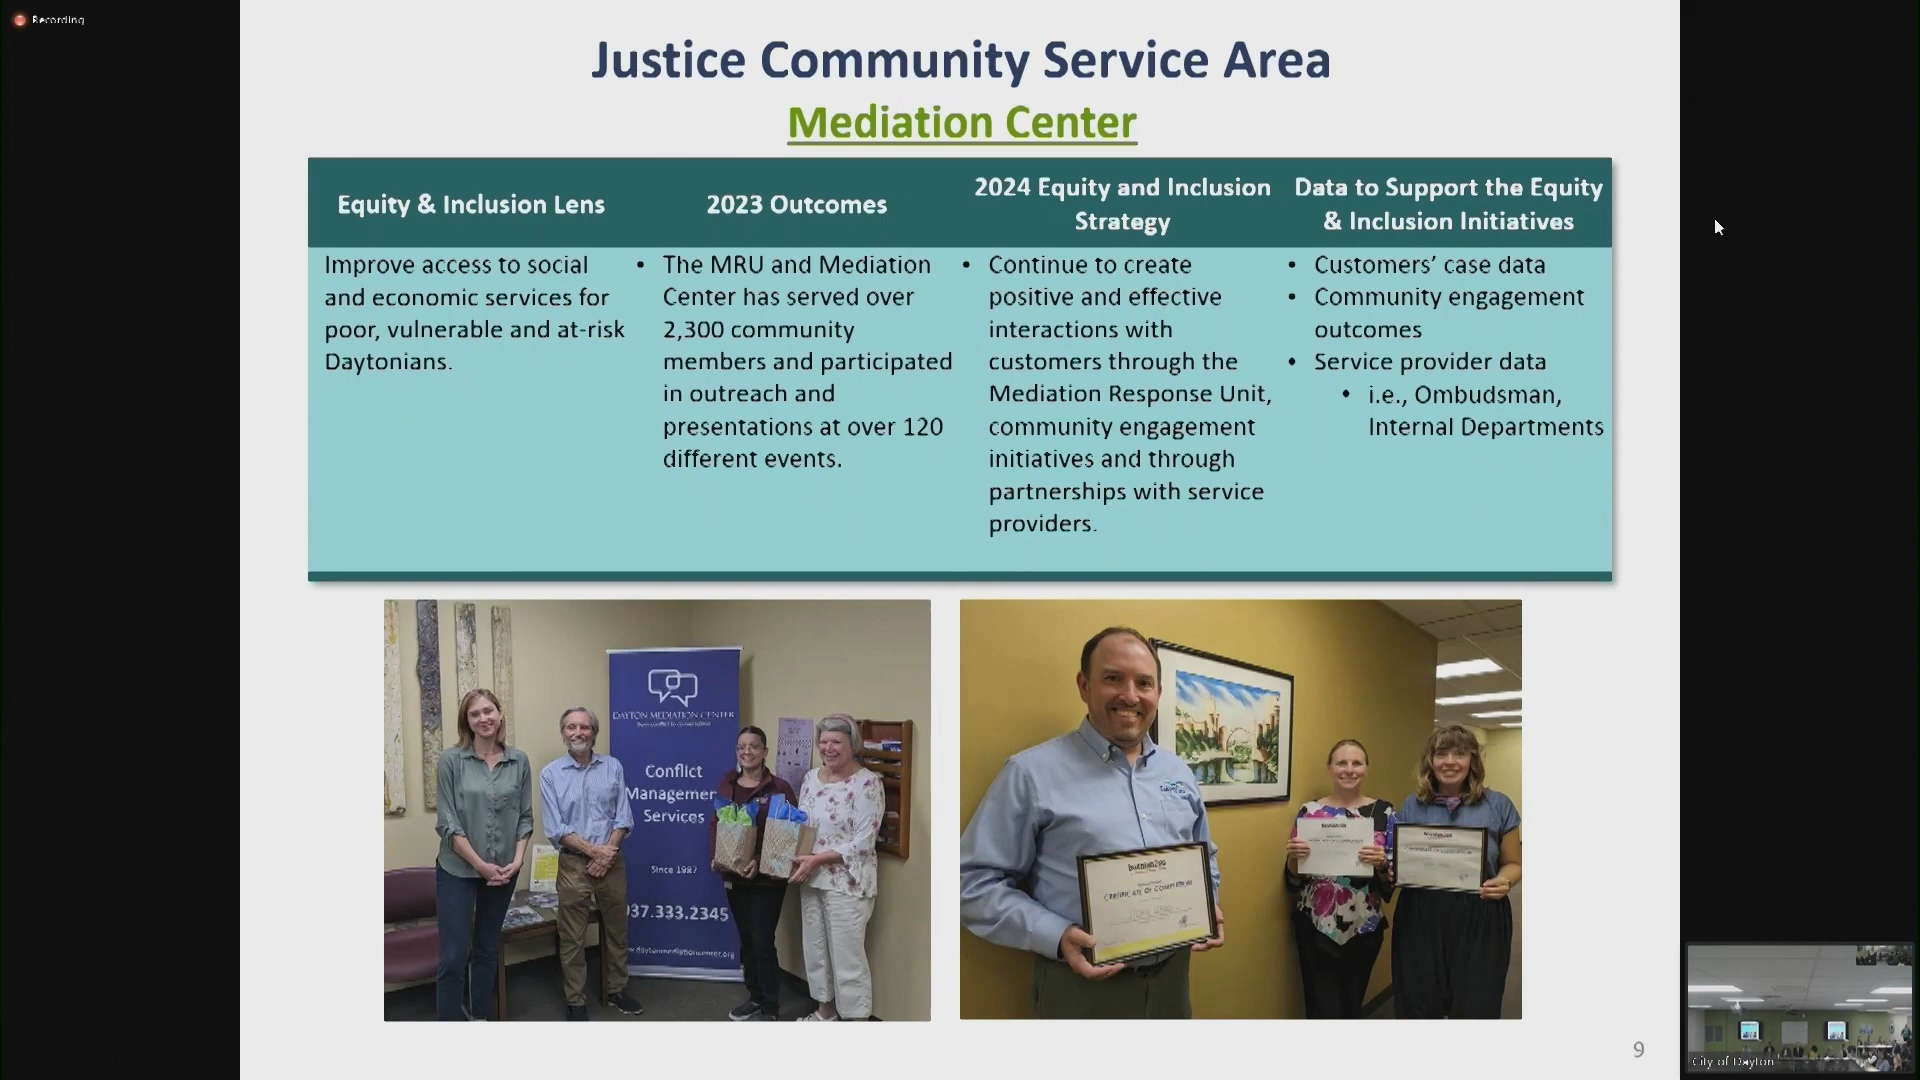 Recording
Justice Community Service Area
Mediation Center
Equity & Inclusion Lens
2023 Outcomes
2024 Equity and Inclusion
Strategy
Data to Support the Equity
& Inclusion Initiatives
Improve access to social
and economic services for
poor, vulnerable and at-risk
Daytonians.
• The MRU and Mediation
Center has served over
2,300 community
members and participated
in outreach and
presentations at over 120
different events.
• Continue to create
positive and effective
interactions with
customers through the
Mediation Response Unit,
community engagement
initiatives and through
partnerships with service
providers.
• Customers’ case data
• Community engagement
outcomes
• Service provider data
• i.e., Ombudsman,
Internal Departments
DAYTON MEDIATION CENTER
Conflict
Managemen
Services
Since 1987
937.333.2345
CERTIFICATE OF COMPLETION
9
City of Dayton